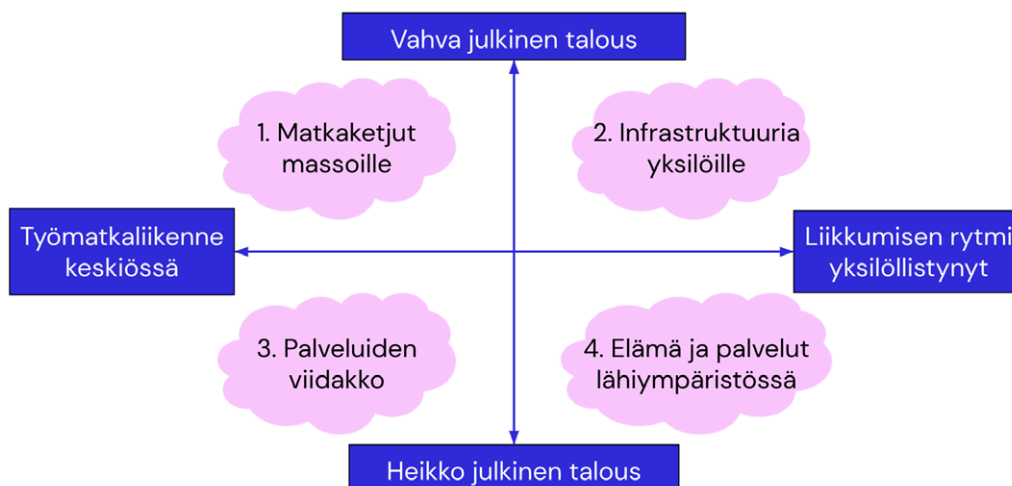 Vahva julkinen talous
1. Matkaketjut
massoille
2. Infrastruktuuria
yksilöille
Työmatkaliikenne
keskiössä
Liikkumisen rytmi
yksilöllistynyt
3. Palveluiden
viidakko
4. Elämä ja palvelut
lähiympäristössä
Heikko julkinen talous